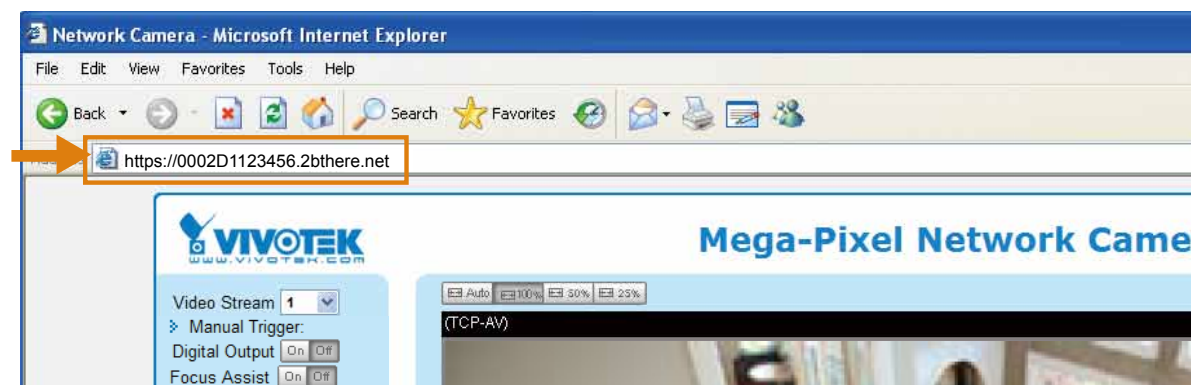 Network Camera - Microsoft Internet Explorer
File Edit View Favorites Tools Help
Back Search Favorites
https://0002D1123456.2bthere.net
VIVOTEK
www.vivotek.com
Mega-Pixel Network Came
Video Stream 1
Auto 100% 50% 25%
Manual Trigger:
(TCP-AV)
Digital Output On Off
Focus Assist On Off